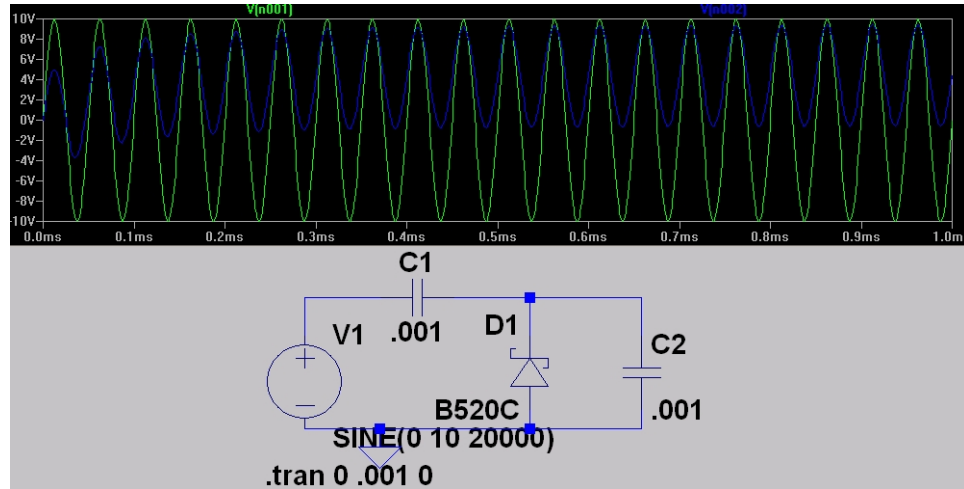 V(n001) V(n002)
10V
8V
6V
4V
2V
0V
-2V
-4V
-6V
-8V
-10V
0.0ms 0.1ms 0.2ms 0.3ms 0.4ms 0.5ms 0.6ms 0.7ms 0.8ms 0.9ms 1.0m
C1
.001
V1
D1
C2
B520C
.001
SINE(0 10 20000)
.tran 0 .001 0